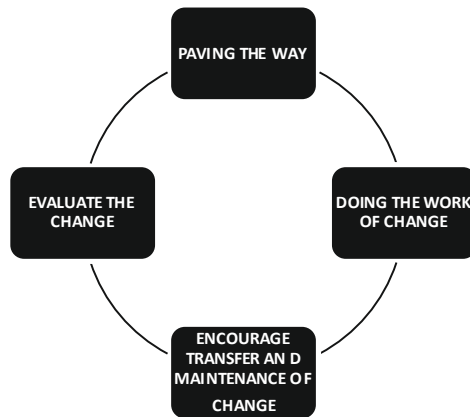 PAVING THE WAY
EVALUATE THE
CHANGE
DOING THE WORK
OF CHANGE
ENCOURAGE
TRANSFER AN D
MAINTENANCE O F
CHANGE